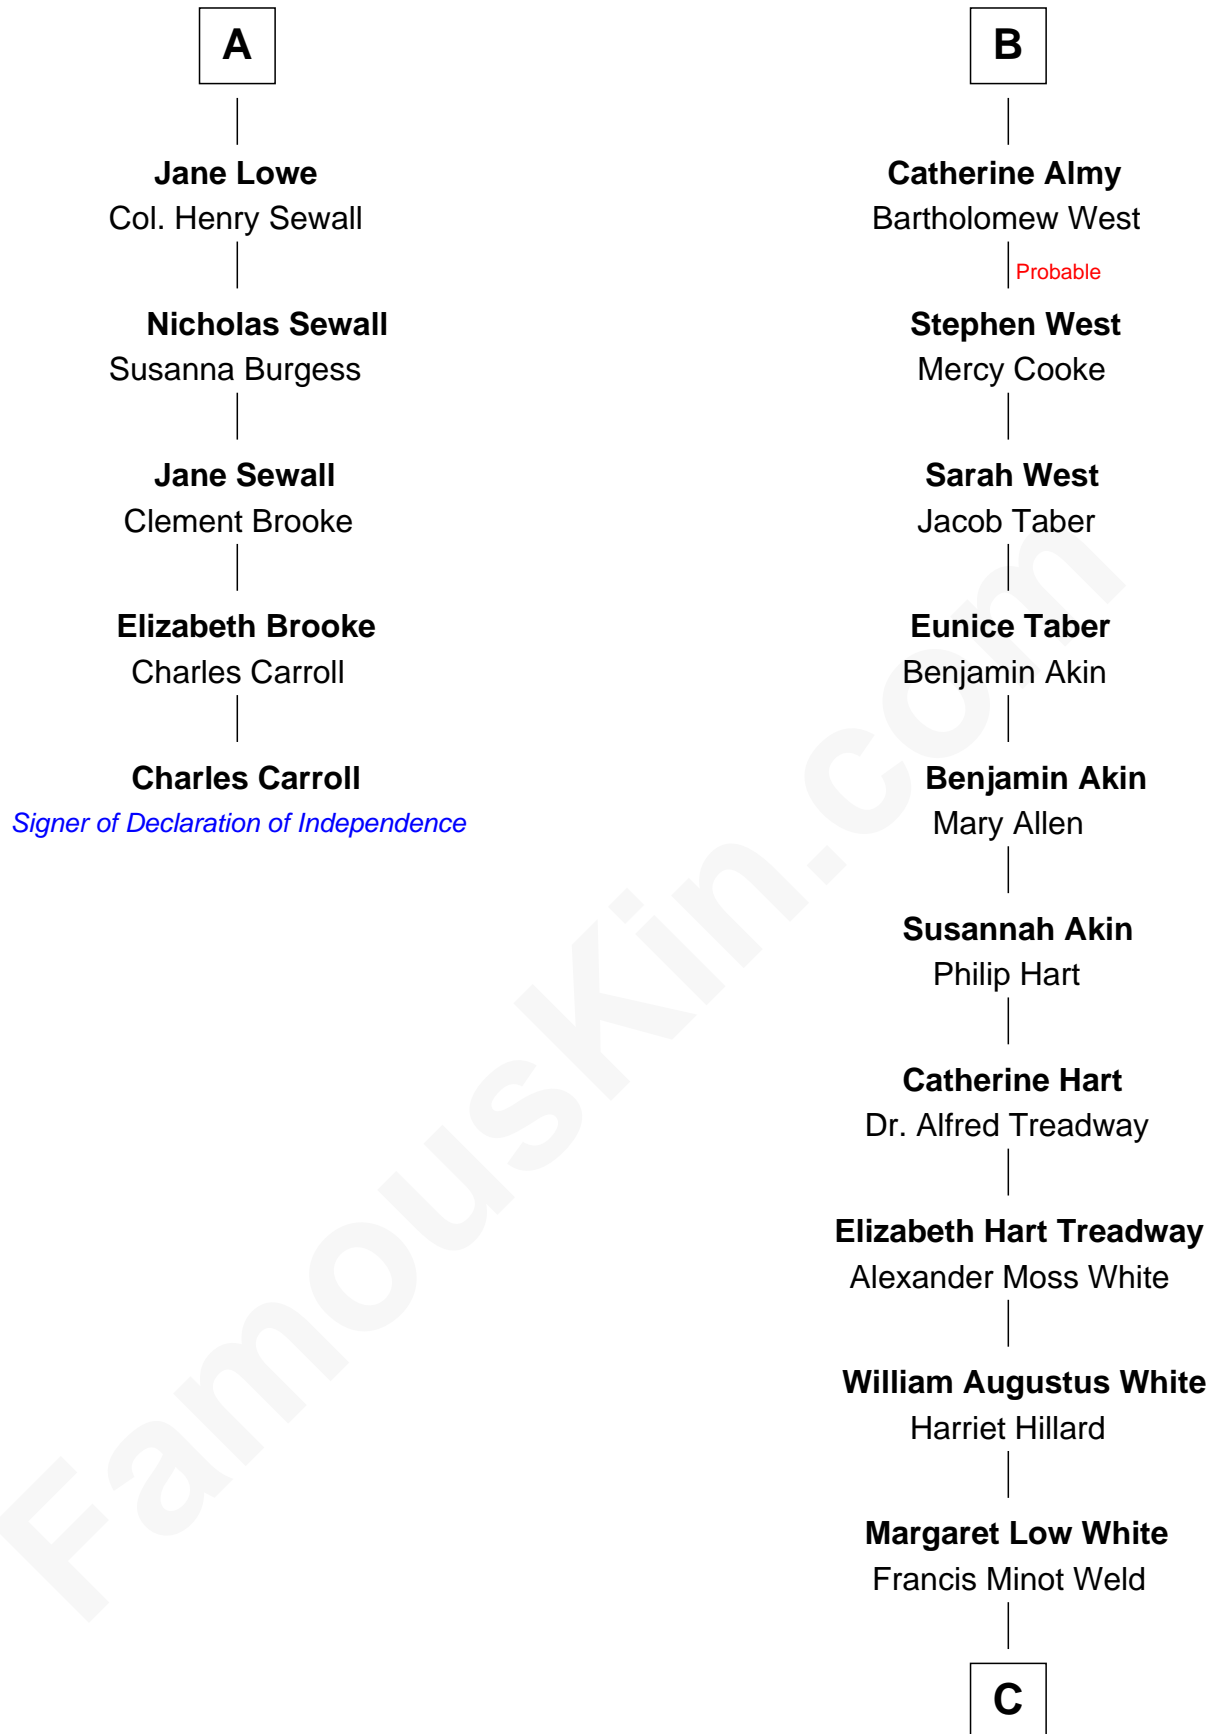 A
Jane Lowe
Col. Henry Sewall
Nicholas Sewall
Susanna Burgess
Jane Sewall
Clement Brooke
Elizabeth Brooke
Charles Carroll
Charles Carroll
Signer of Declaration of Independence
B
Catherine Almy
Bartholomew West
Probable
Stephen West
Mercy Cooke
Sarah West
Jacob Taber
Eunice Taber
Benjamin Akin
Benjamin Akin
Mary Allen
Susannah Akin
Philip Hart
Catherine Hart
Dr. Alfred Treadway
Elizabeth Hart Treadway
Alexander Moss White
William Augustus White
Harriet Hillard
Margaret Low White
Francis Minot Weld
C
FamousKin.com